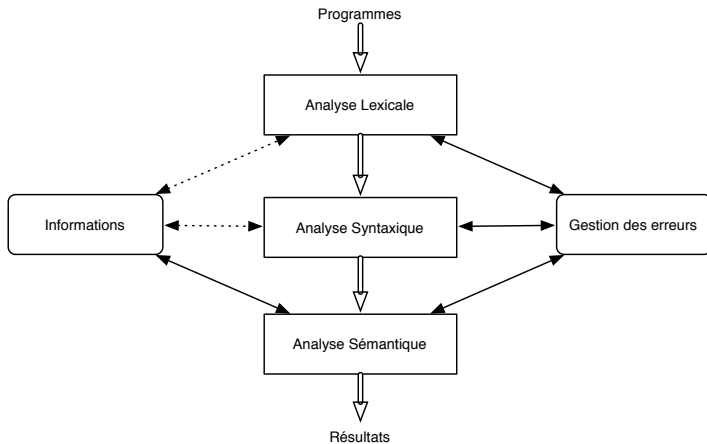 Programmes
Analyse Lexicale
Informations
Analyse Syntaxique
Gestion des erreurs
Analyse Sémantique
Résultats